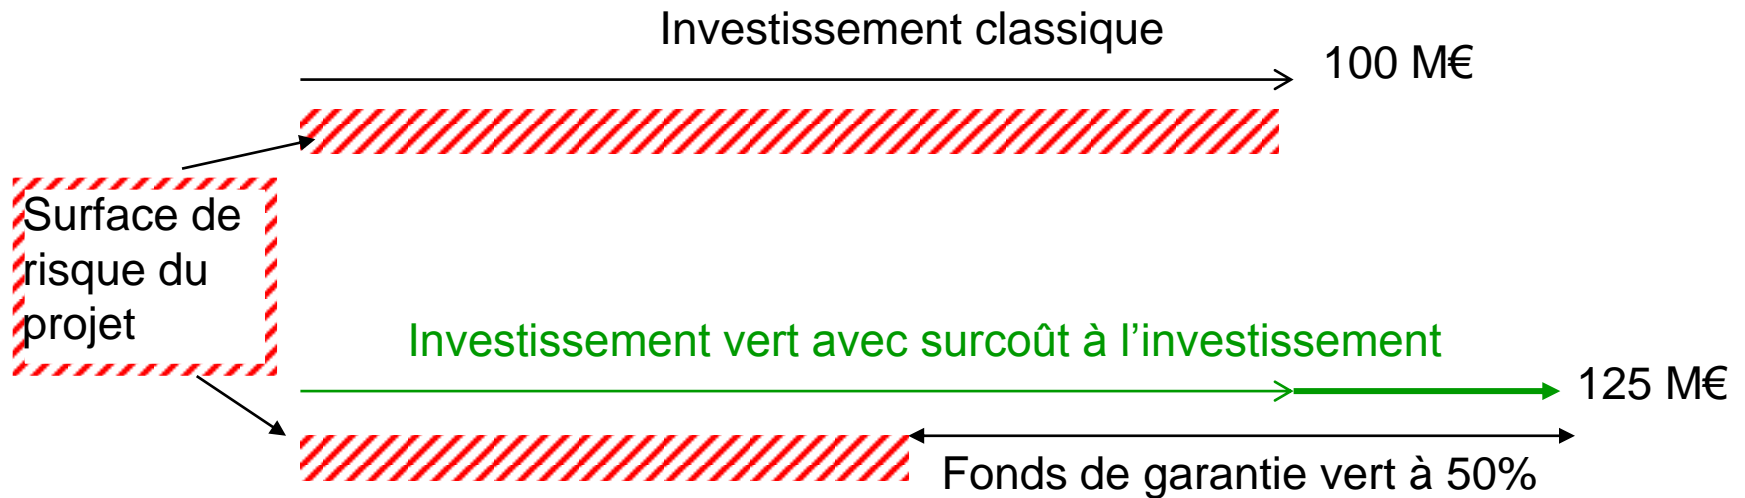 Investissement classique
100 M€
Surface de
risque du
projet
Investissement vert avec surcoût à l’investissement
125 M€
Fonds de garantie vert à 50%